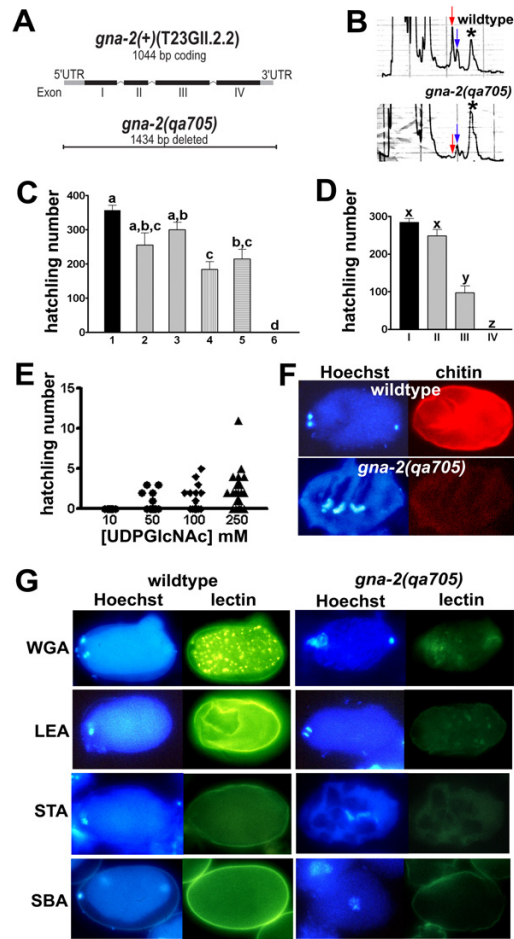 A
gna-2(+)(T23GII.2.2)
1044 bp coding
5'UTR 3'UTR
Exon I II III IV
gna-2(qa705)
1434 bp deleted
B
wildtype
*
gna-2(qa705)
*
C
hatchling number
400
300
200
100
0
a
a,b,c
a,b
c
b,c
d
1 2 3 4 5 6
D
hatchling number
300
200
100
0
x
x
y
z
I II III IV
E
hatchling number
15
10
5
0
10 50 100 250
[UDPGlcNAc] mM
F
Hoechst chitin
wildtype
gna-2(qa705)
G
wildtype gna-2(qa705)
Hoechst lectin Hoechst lectin
WGA
LEA
STA
SBA